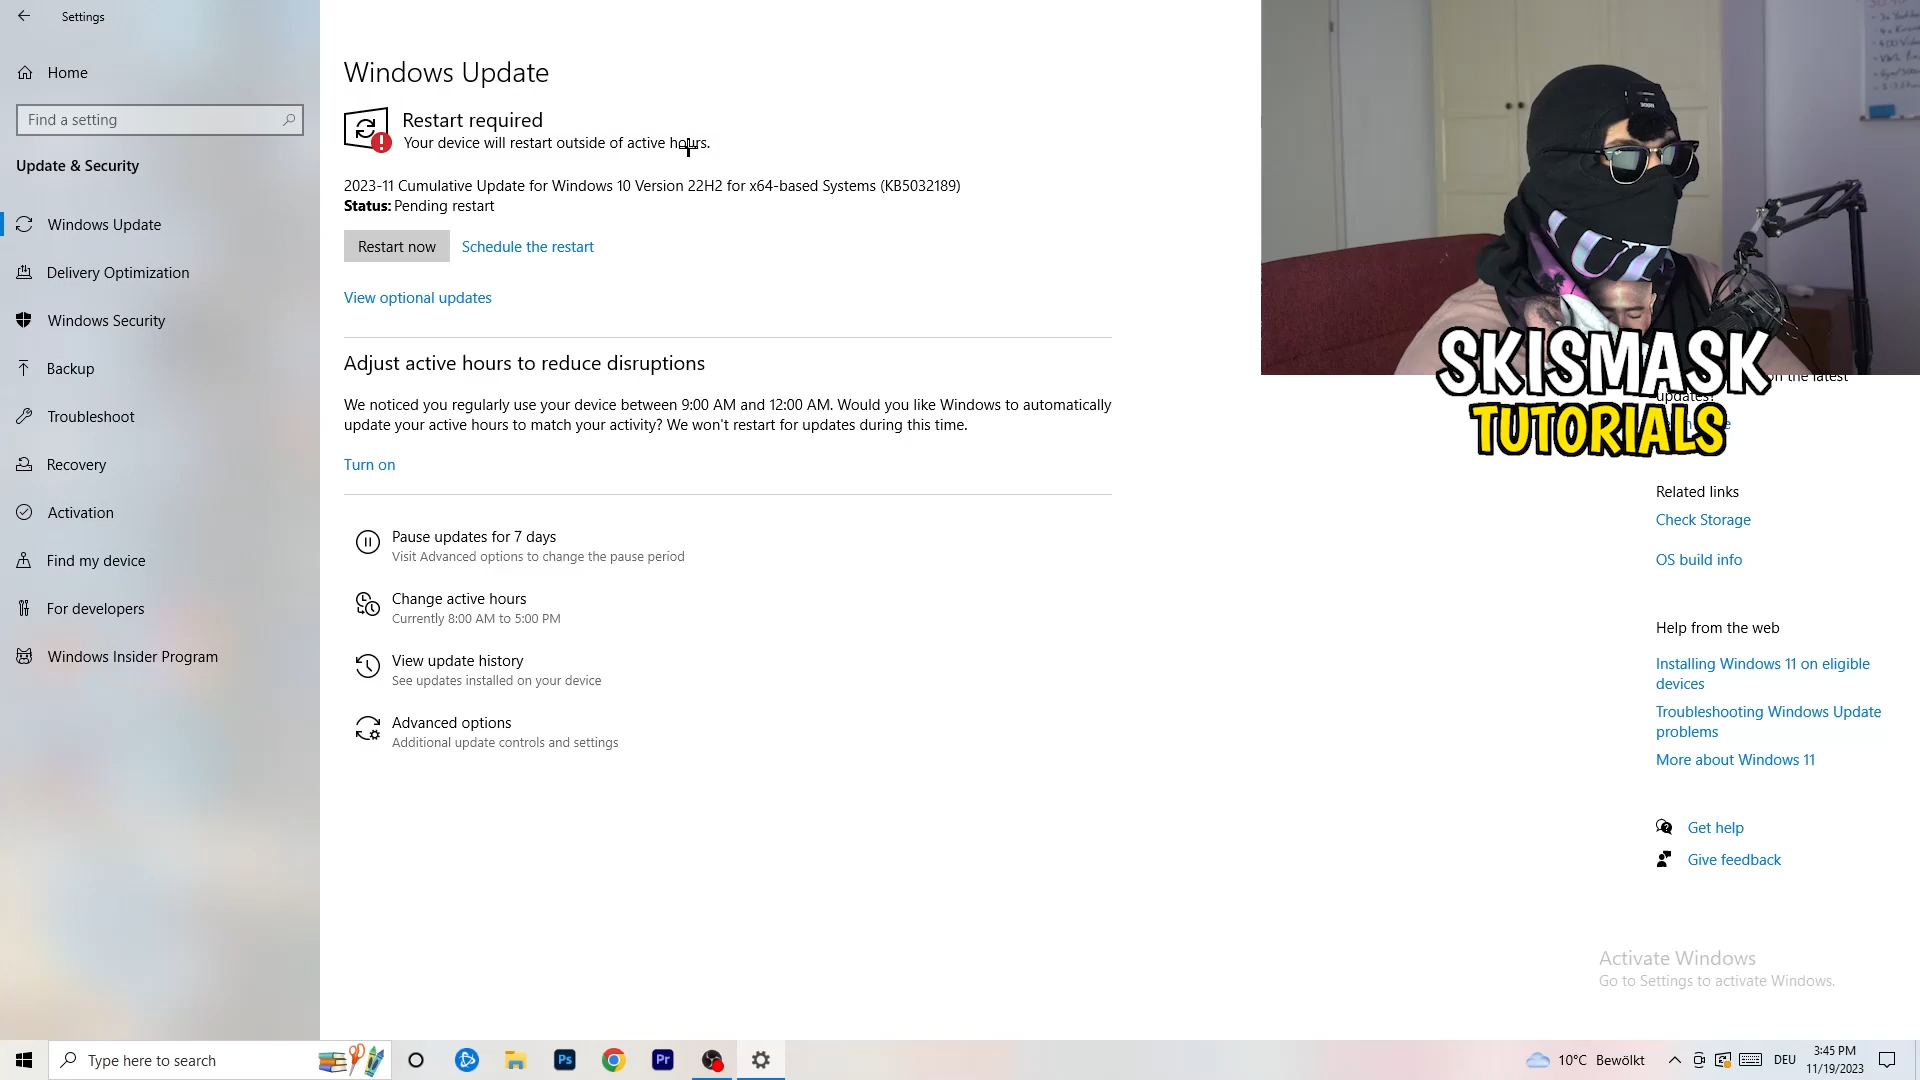 Settings
Home
Find a setting
Update & Security
Windows Update
Delivery Optimization
Windows Security
Backup
Troubleshoot
Recovery
Activation
Find my device
For developers
Windows Insider Program
Windows Update
Restart required
Your device will restart outside of active hours.
2023-11 Cumulative Update for Windows 10 Version 22H2 for x64-based Systems (KB5032189)
Status: Pending restart
Restart now
Schedule the restart
View optional updates
Adjust active hours to reduce disruptions
We noticed you regularly use your device between 9:00 AM and 12:00 AM. Would you like Windows to automatically
update your active hours to match your activity? We won't restart for updates during this time.
Turn on
Pause updates for 7 days
Visit Advanced options to change the pause period
Change active hours
Currently 8:00 AM to 5:00 PM
View update history
See updates installed on your device
Advanced options
Additional update controls and settings
SKISMASK
TUTORIALS
on the latest
updates?
Related links
Check Storage
OS build info
Help from the web
Installing Windows 11 on eligible
devices
Troubleshooting Windows Update
problems
More about Windows 11
Get help
Give feedback
Activate Windows
Go to Settings to activate Windows.
Type here to search
Ps
Pr
10°C Bewölkt
DEU
3:45 PM
11/19/2023